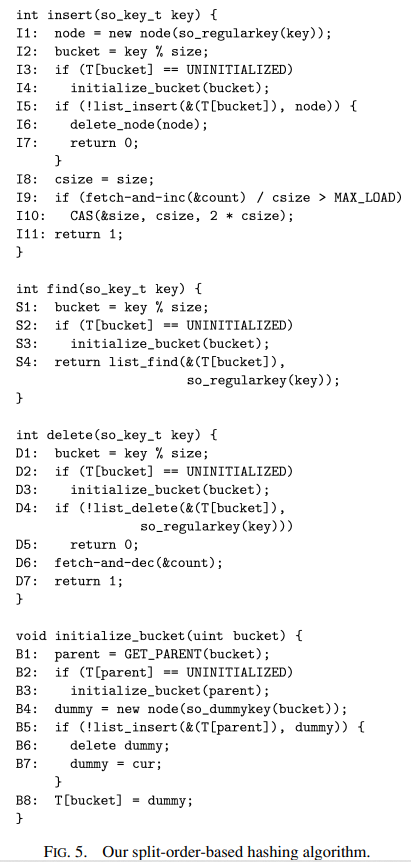 int insert(so_key_t key) {
I1: node = new node(so_regularkey(key));
I2: bucket = key % size;
I3: if (T[bucket] == UNINITIALIZED)
I4: initialize_bucket(bucket);
I5: if (!list_insert(&(T[bucket]), node)) {
I6: delete_node(node);
I7: return 0;
}
I8: csize = size;
I9: if (fetch-and-inc(&count) / csize > MAX_LOAD)
I10: CAS(&size, csize, 2 * csize);
I11: return 1;
}
int find(so_key_t key) {
S1: bucket = key % size;
S2: if (T[bucket] == UNINITIALIZED)
S3: initialize_bucket(bucket);
S4: return list_find(&(T[bucket]),
so_regularkey(key));
}
int delete(so_key_t key) {
D1: bucket = key % size;
D2: if (T[bucket] == UNINITIALIZED)
D3: initialize_bucket(bucket);
D4: if (!list_delete(&(T[bucket]),
so_regularkey(key)))
D5: return 0;
D6: fetch-and-dec(&count);
D7: return 1;
}
void initialize_bucket(uint bucket) {
B1: parent = GET_PARENT(bucket);
B2: if (T[parent] == UNINITIALIZED)
B3: initialize_bucket(parent);
B4: dummy = new node(so_dummykey(bucket));
B5: if (!list_insert(&(T[parent]), dummy)) {
B6: delete dummy;
B7: dummy = cur;
}
B8: T[bucket] = dummy;
}
FIG. 5. Our split-order-based hashing algorithm.